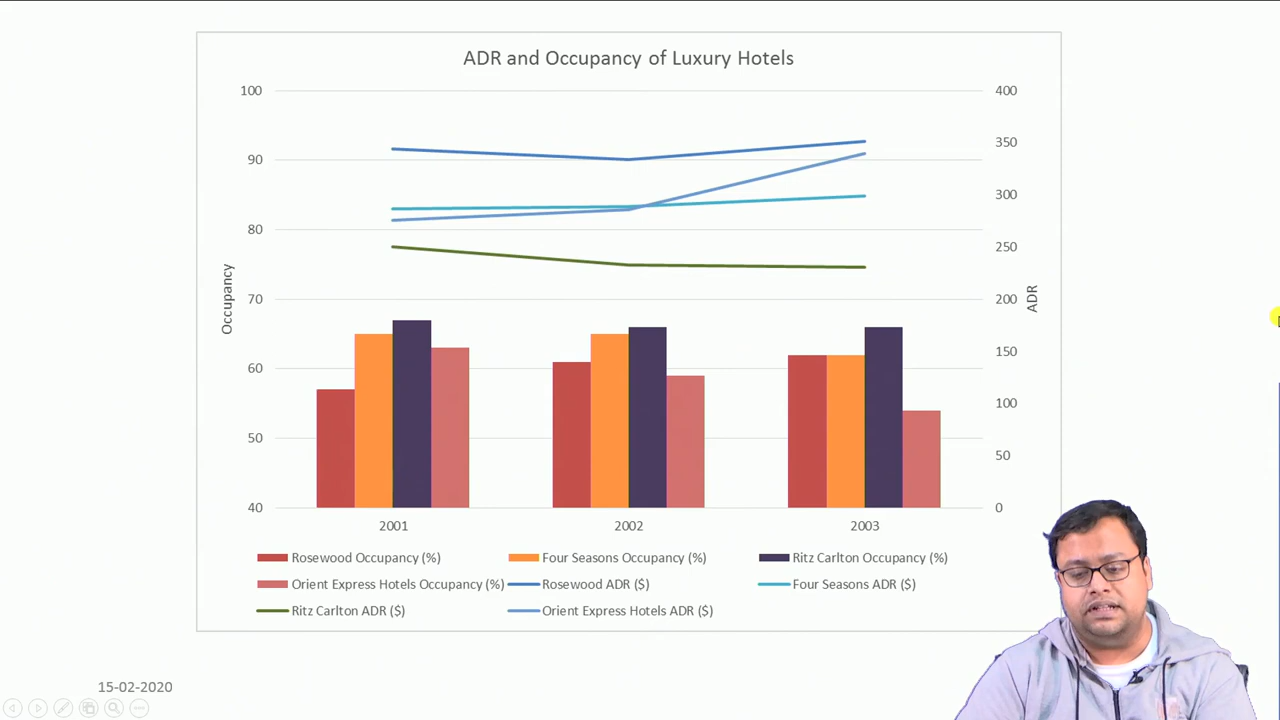 ADR and Occupancy of Luxury Hotels
100
90
80
70
60
50
40
Occupancy
400
350
300
250
200
150
100
50
0
ADR
2001 2002 2003
Rosewood Occupancy (%) Four Seasons Occupancy (%) Ritz Carlton Occupancy (%)
Orient Express Hotels Occupancy (%) Rosewood ADR ($) Four Seasons ADR ($)
Ritz Carlton ADR ($) Orient Express Hotels ADR ($)
15-02-2020